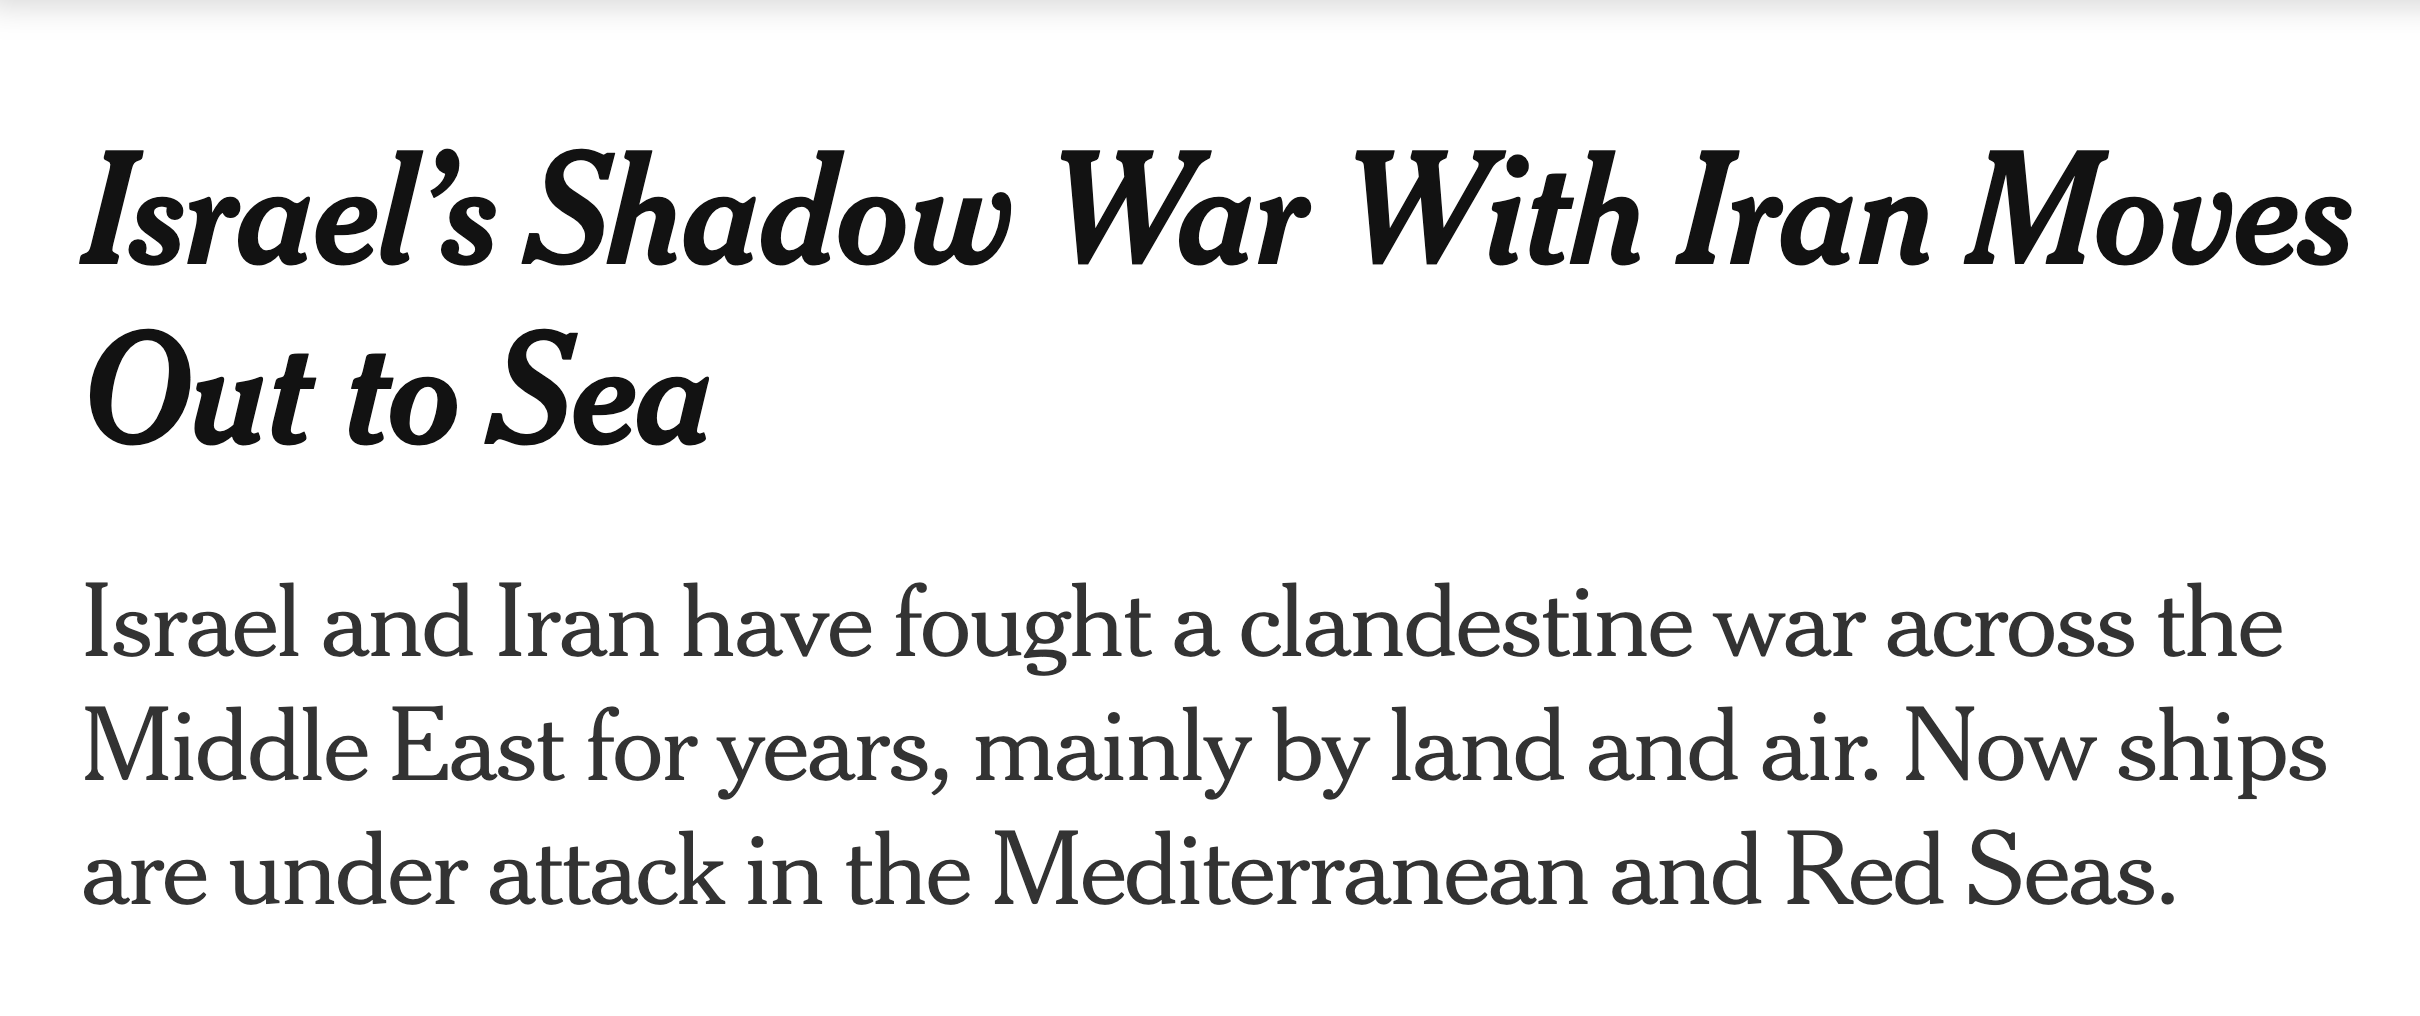 Israel’s Shadow War With Iran Moves
Out to Sea
Israel and Iran have fought a clandestine war across the
Middle East for years, mainly by land and air. Now ships
are under attack in the Mediterranean and Red Seas.